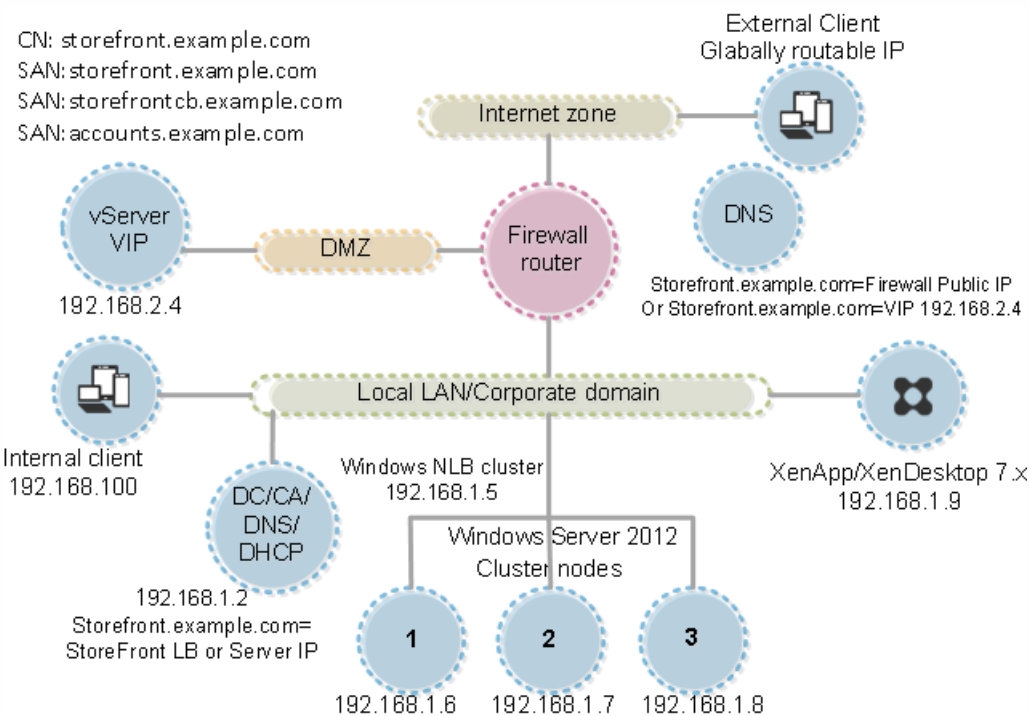 CN: storefront.example.com
SAN: storefront.example.com
SAN: storefrontcb.example.com
SAN: accounts.example.com
External Client
Glabally routable IP
Internet zone
vServer
VIP
192.168.2.4
DMZ
Firewall
router
DNS
Storefront.example.com=Firewall Public IP
Or Storefront.example.com=VIP 192.168.2.4
Local LAN/Corporate domain
Internal client
192.168.100
DC/CA/
DNS/
DHCP
192.168.1.2
Storefront.example.com=
StoreFront LB or Server IP
Windows NLB cluster
192.168.1.5
XenApp/XenDesktop 7.x
192.168.1.9
Windows Server 2012
Cluster nodes
1
2
3
192.168.1.6
192.168.1.7
192.168.1.8